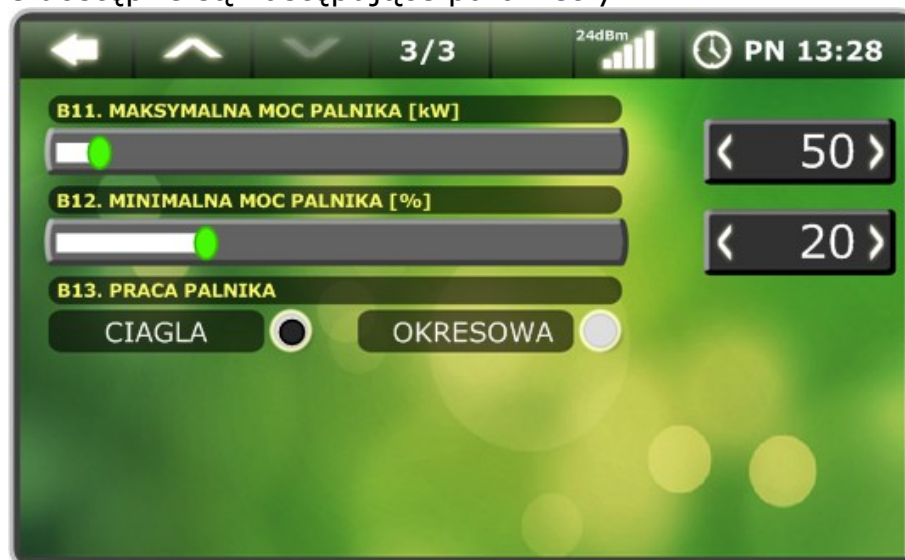 3/3
24dBm
PN 13:28
B11. MAKSYMALNA MOC PALNIKA [kW]
50
B12. MINIMALNA MOC PALNIKA [%]
20
B13. PRACA PALNIKA
CIAGLA OKRESOWA